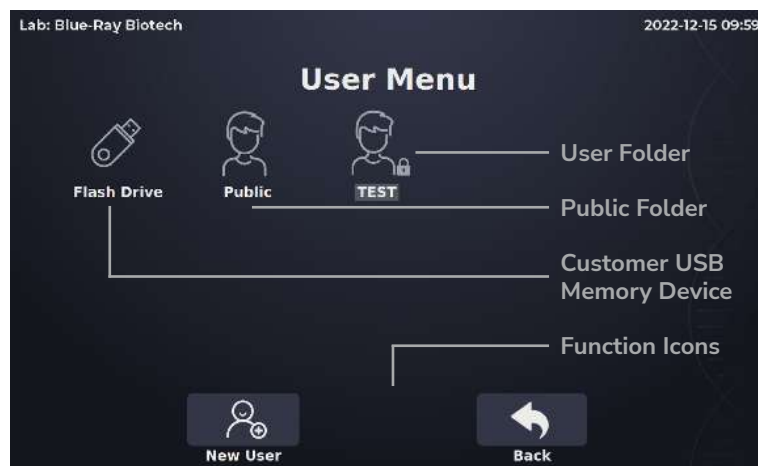 Lab: Blue-Ray Biotech
2022-12-15 09:59
User Menu
Flash Drive
Public
TEST
User Folder
Public Folder
Customer USB
Memory Device
Function Icons
New User
Back